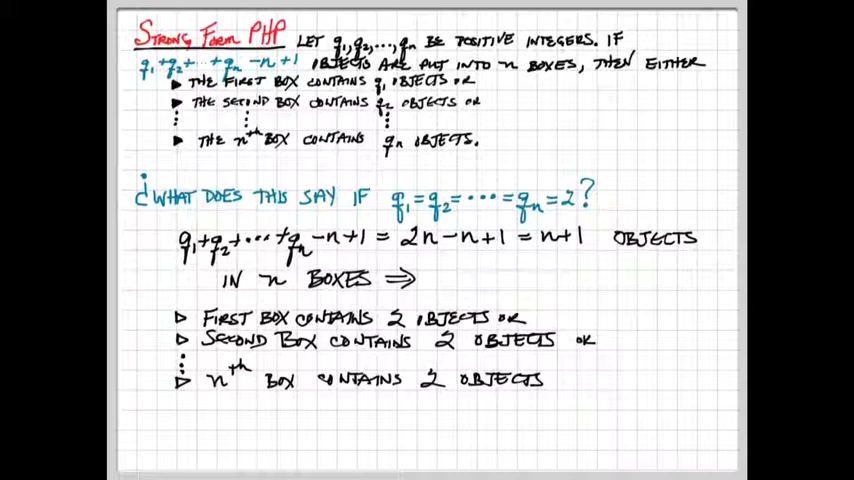 STRONG FORM PHP LET q₁,q₂,...,qₙ BE POSITIVE INTEGERS. IF
q₁+q₂+...+qₙ-n+1 OBJECTS ARE PUT INTO n BOXES, THEN EITHER
▶ THE FIRST BOX CONTAINS q₁ OBJECTS OR
▶ THE SECOND BOX CONTAINS q₂ OBJECTS OR
⋮ ⋮ ⋮
▶ THE nᵗʰ BOX CONTAINS qₙ OBJECTS.
¿WHAT DOES THIS SAY IF q₁=q₂=...=qₙ=2?
q₁+q₂+...+qₙ-n+1=2n-n+1=n+1 OBJECTS
IN n BOXES ⇒
▷ FIRST BOX CONTAINS 2 OBJECTS OR
▷ SECOND BOX CONTAINS 2 OBJECTS OR
⋮
▷ nᵗʰ BOX CONTAINS 2 OBJECTS